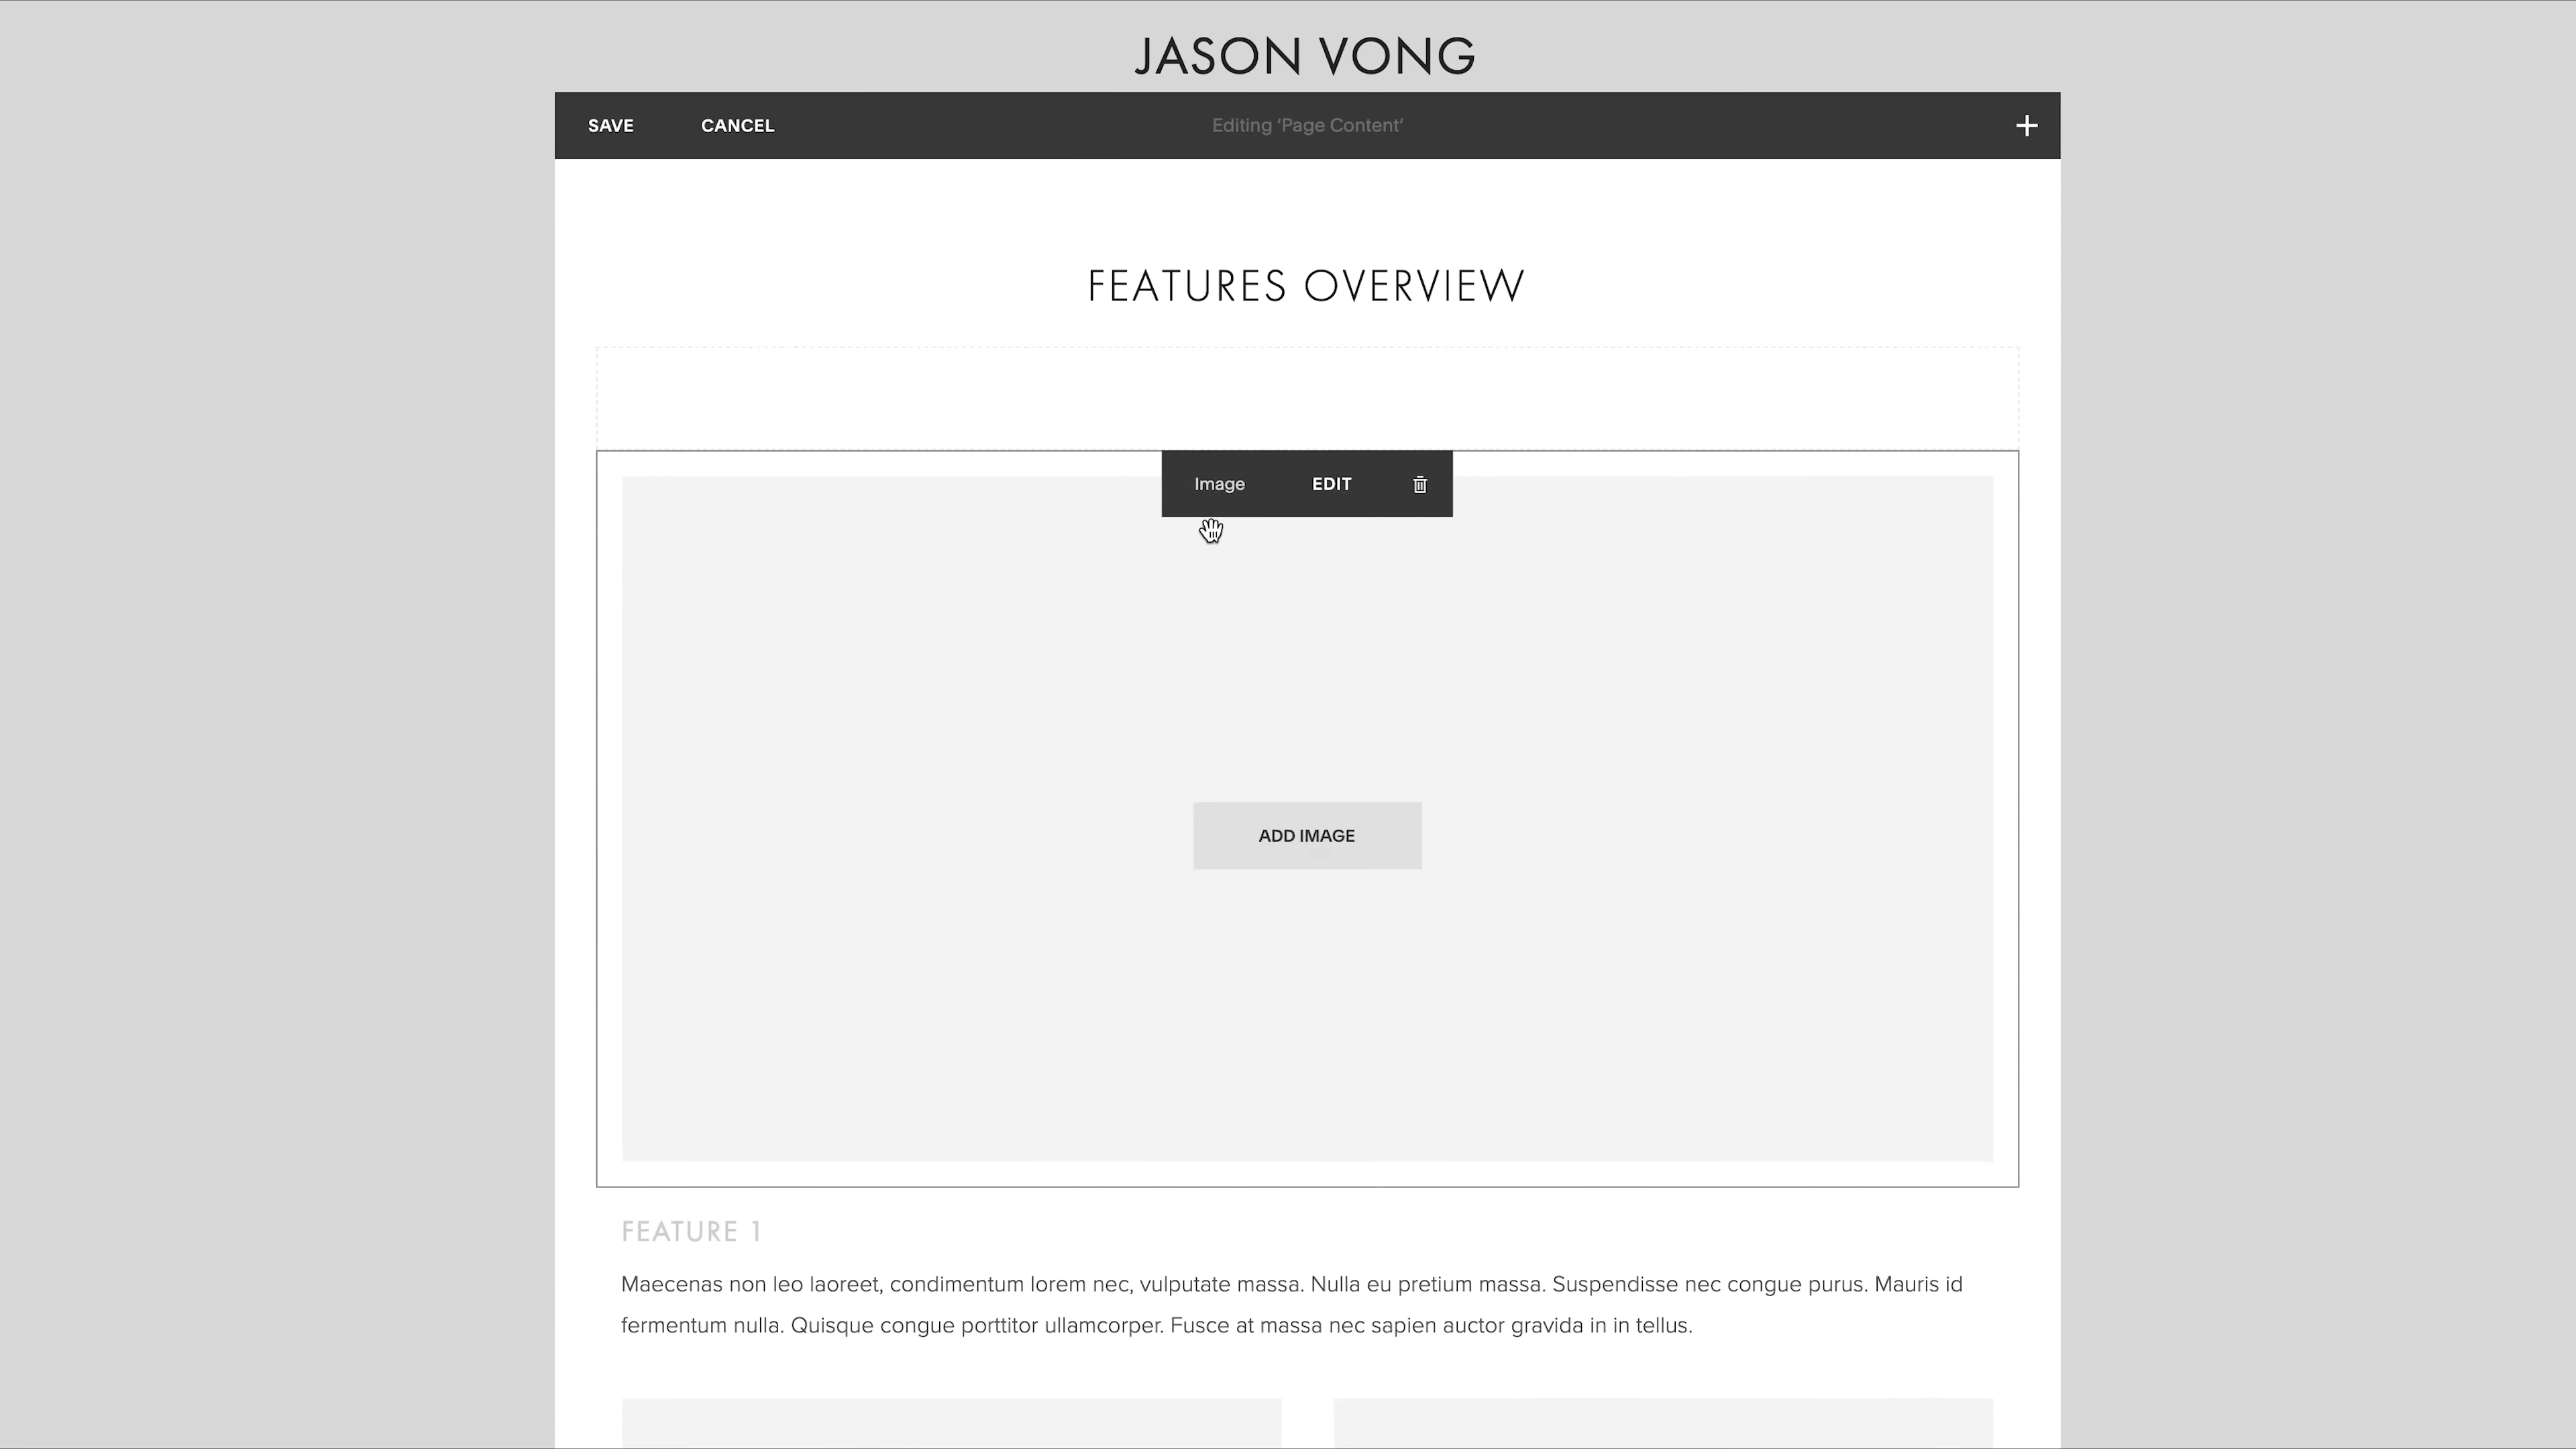 JASON VONG
SAVE CANCEL Editing ‘Page Content’ +
FEATURES OVERVIEW
Image EDIT
ADD IMAGE
FEATURE 1
Maecenas non leo laoreet, condimentum lorem nec, vulputate massa. Nulla eu pretium massa. Suspendisse nec congue purus. Mauris id
fermentum nulla. Quisque congue porttitor ullamcorper. Fusce at massa nec sapien auctor gravida in in tellus.